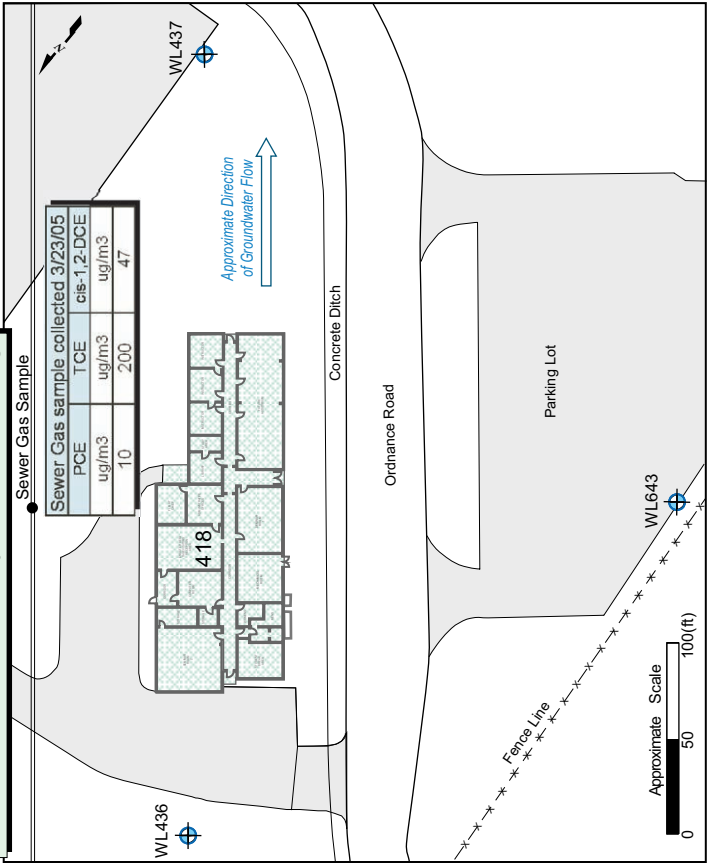 Sewer Gas Sample
Sewer Gas sample collected 3/23/05
PCE TCE cis-1,2-DCE
ug/m3 ug/m3 ug/m3
10 200 47
N
WL437
Approximate Direction
of Groundwater Flow
418
WL436
Concrete Ditch
Ordnance Road
Parking Lot
WL643
Fence Line
Approximate Scale
0 50 100(ft)